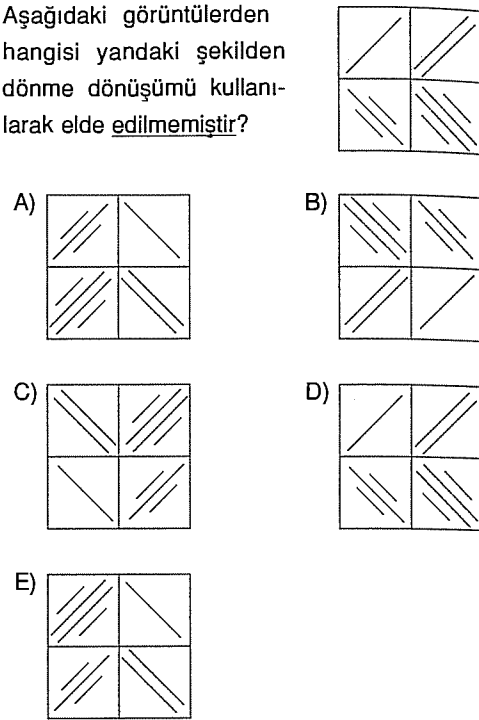 Aşağıdaki görüntülerden
hangisi yandaki şekilden
dönme dönüşümü kullanı-
larak elde edilmemiştir?
A)
B)
C)
D)
E)